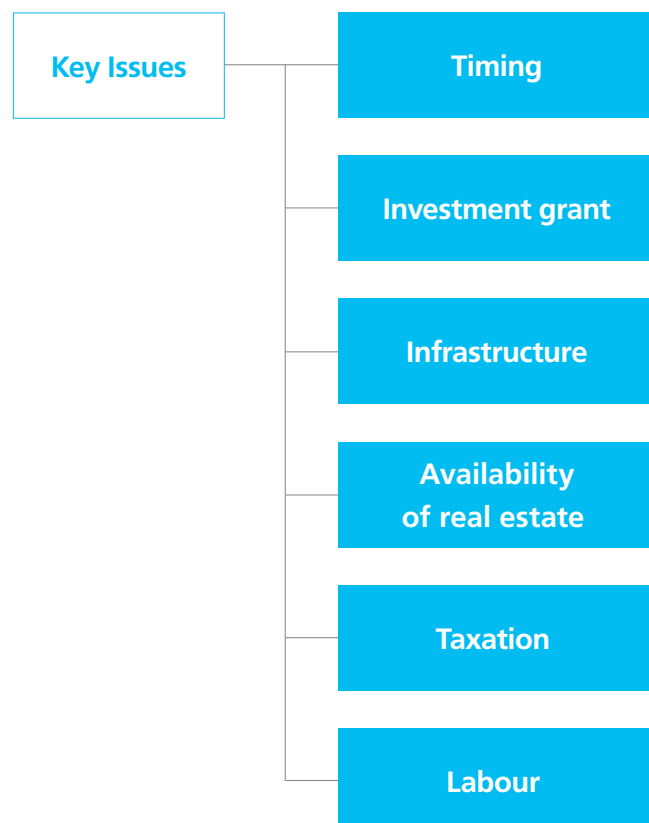 Key Issues
Timing
Investment grant
Infrastructure
Availability
of real estate
Taxation
Labour